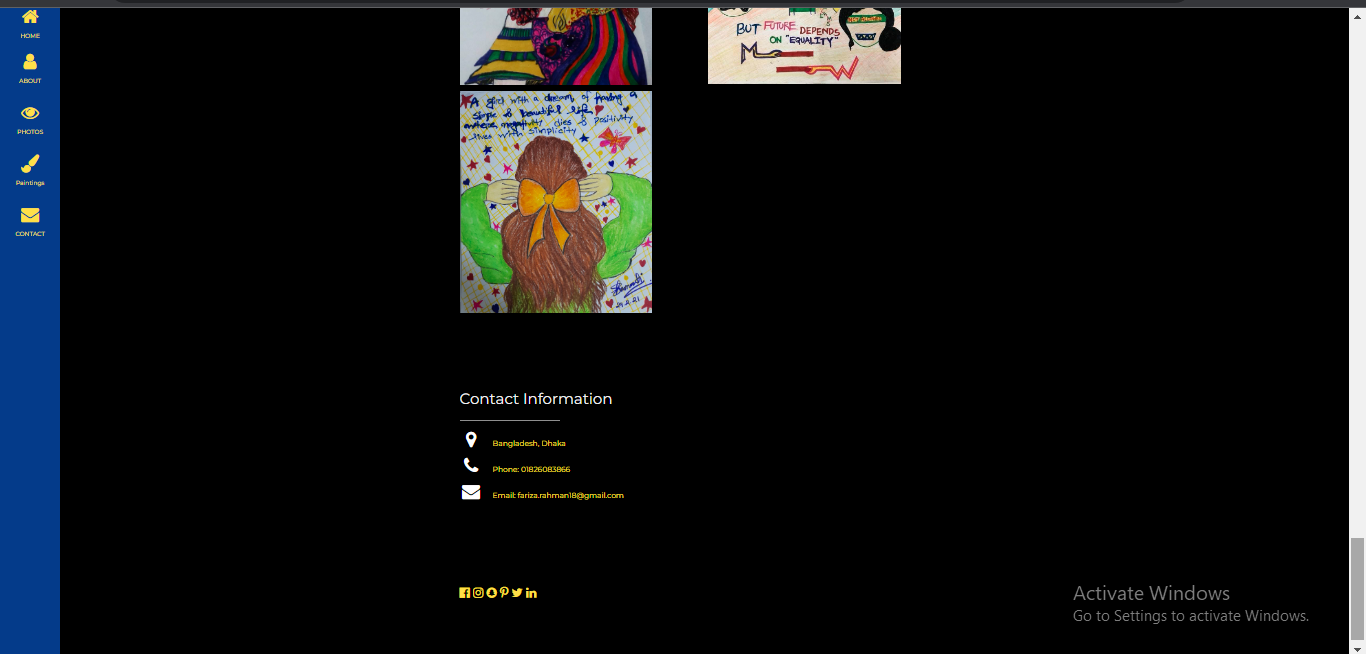 HOME
ABOUT
PHOTOS
Paintings
CONTACT
BUT FUTURE DEPENDS
ON "EQUALITY"
M
W
A girl with a dream of having a
simple & beautiful life,
where negativity dies & positivity
lives with simplicity
Contact Information
Bangladesh, Dhaka
Phone: 01826083866
Email: fariza.rahman18@gmail.com
Activate Windows
Go to Settings to activate Windows.